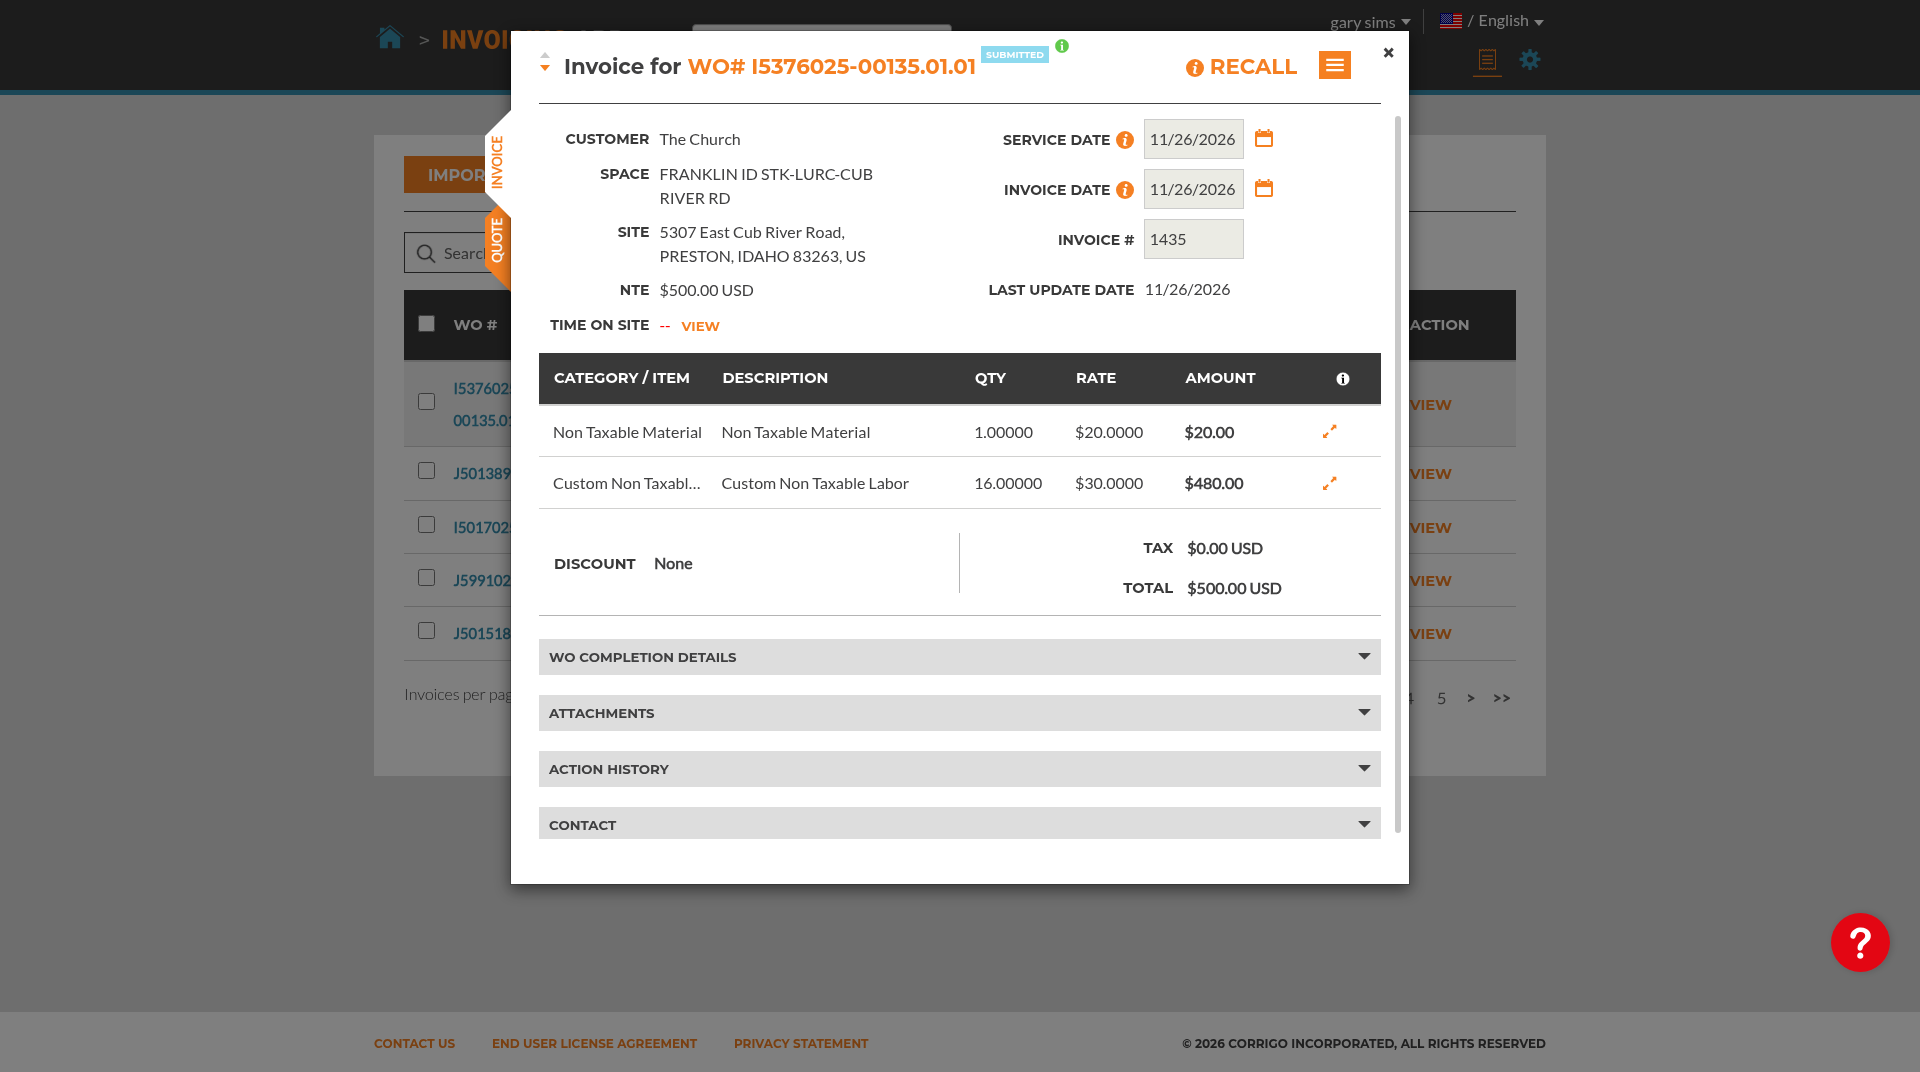 gary sims
/ English
>
Invoice for WO# I5376025-00135.01.01
SUBMITTED
RECALL
INVOICE
QUOTE
CUSTOMER The Church
SPACE FRANKLIN ID STK-LURC-CUB
RIVER RD
SITE 5307 East Cub River Road,
PRESTON, IDAHO 83263, US
NTE $500.00 USD
TIME ON SITE -- VIEW
SERVICE DATE 11/26/2026
INVOICE DATE 11/26/2026
INVOICE # 1435
LAST UPDATE DATE 11/26/2026
CATEGORY / ITEM DESCRIPTION QTY RATE AMOUNT
Non Taxable Material Non Taxable Material 1.00000 $20.0000 $20.00
Custom Non Taxabl... Custom Non Taxable Labor 16.00000 $30.0000 $480.00
DISCOUNT None
TAX $0.00 USD
TOTAL $500.00 USD
WO COMPLETION DETAILS
ATTACHMENTS
ACTION HISTORY
CONTACT
WO #
ACTION
VIEW
VIEW
VIEW
VIEW
VIEW
Invoices per
5 > >>
?
CONTACT US END USER LICENSE AGREEMENT PRIVACY STATEMENT
© 2026 CORRIGO INCORPORATED, ALL RIGHTS RESERVED